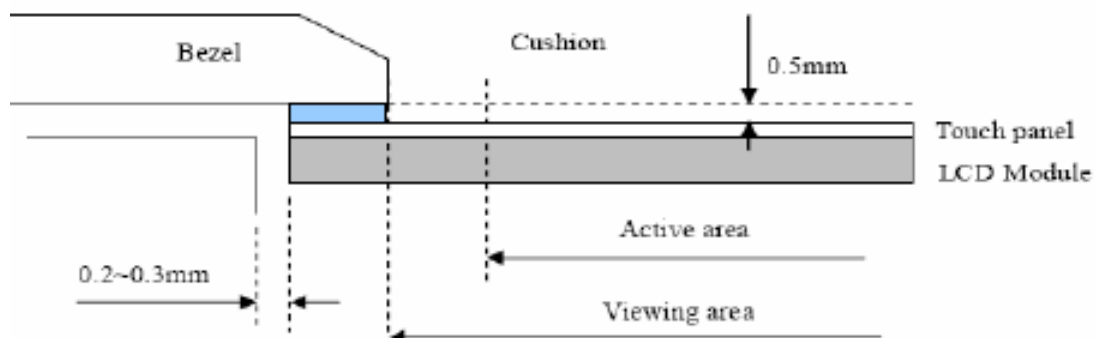 Cushion
Bezel
0.5mm
Touch panel
LCD Module
Active area
0.2~0.3mm
Viewing area